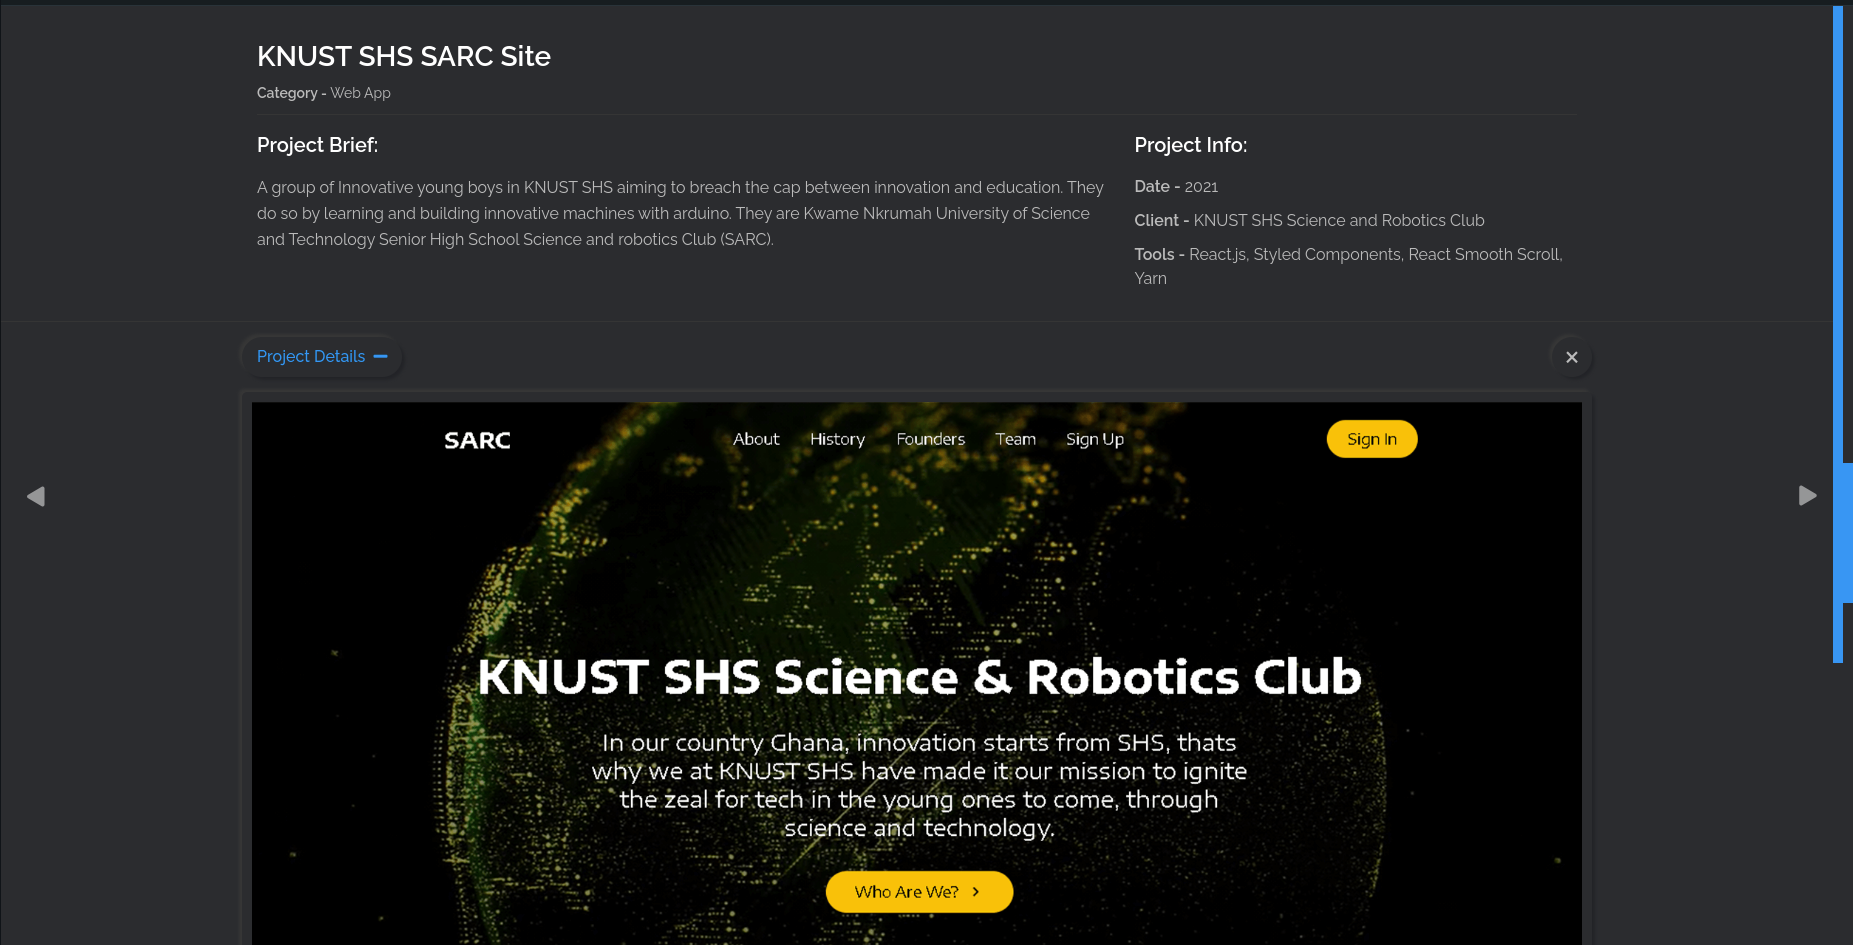 KNUST SHS SARC Site
Category - Web App
Project Brief:
A group of Innovative young boys in KNUST SHS aiming to breach the cap between innovation and education. They
do so by learning and building innovative machines with arduino. They are Kwame Nkrumah University of Science
and Technology Senior High School Science and robotics Club (SARC).
Project Info:
Date - 2021
Client - KNUST SHS Science and Robotics Club
Tools - React.js, Styled Components, React Smooth Scroll,
Yarn
Project Details
SARC About History Founders Team Sign Up Sign In
KNUST SHS Science & Robotics Club
In our country Ghana, innovation starts from SHS, thats
why we at KNUST SHS have made it our mission to ignite
the zeal for tech in the young ones to come, through
science and technology.
Who Are We?